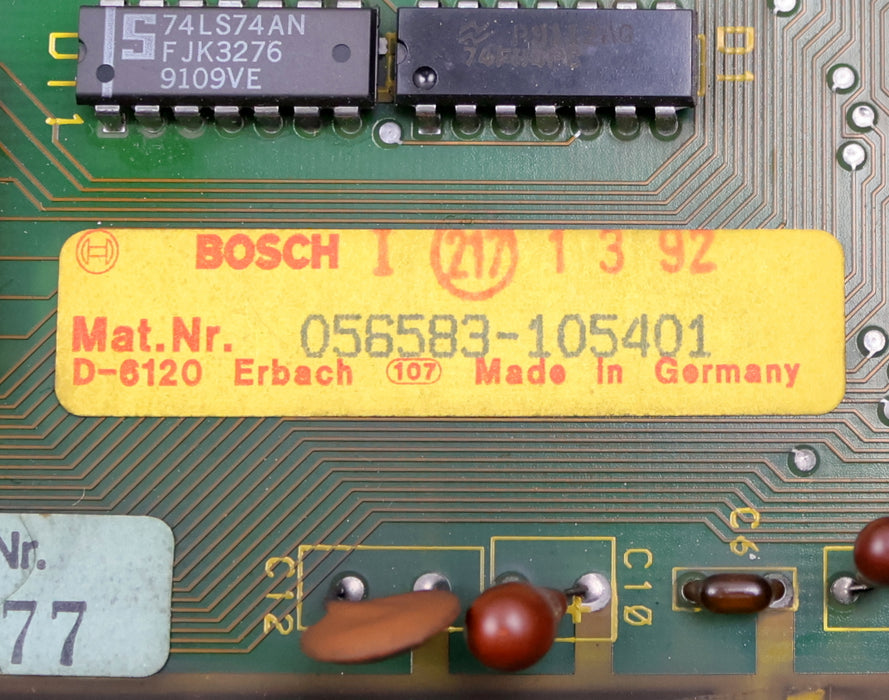 74LS74AN
FJK3276
9109VE
D1
BOSCH I 217 1 3 92
Mat.Nr. 056583-105401
D-6120 Erbach 107 Made in Germany
Nr.
77
C12
C10
C6